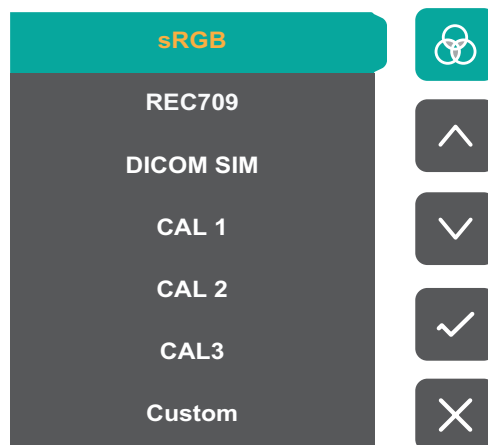 sRGB
REC709
DICOM SIM
CAL 1
CAL 2
CAL3
Custom